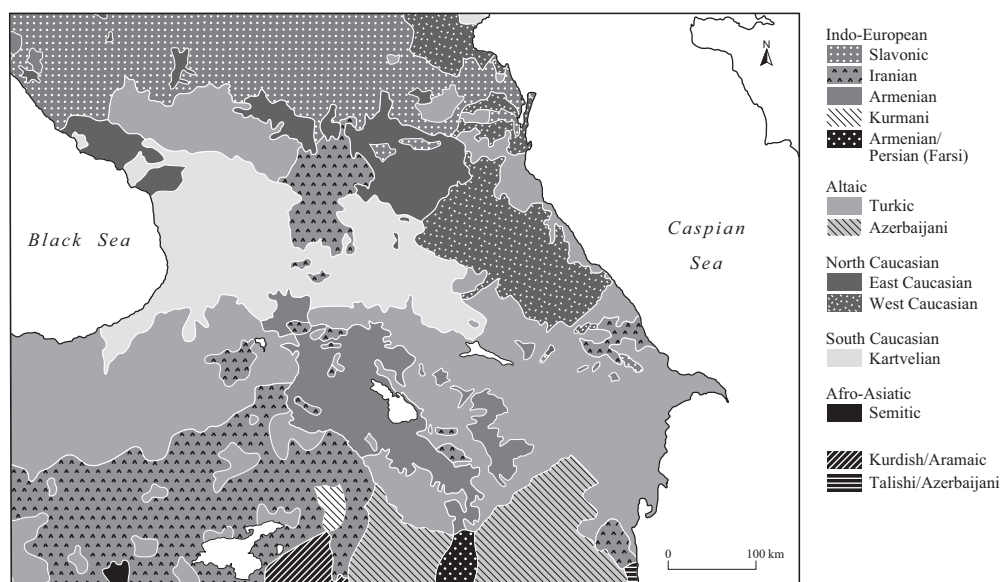 Black Sea
Caspian
Sea
N
0 100 km
Indo-European
Slavonic
Iranian
Armenian
Kurmani
Armenian/
Persian (Farsi)
Altaic
Turkic
Azerbaijani
North Caucasian
East Caucasian
West Caucasian
South Caucasian
Kartvelian
Afro-Asiatic
Semitic
Kurdish/Aramaic
Talishi/Azerbaijani